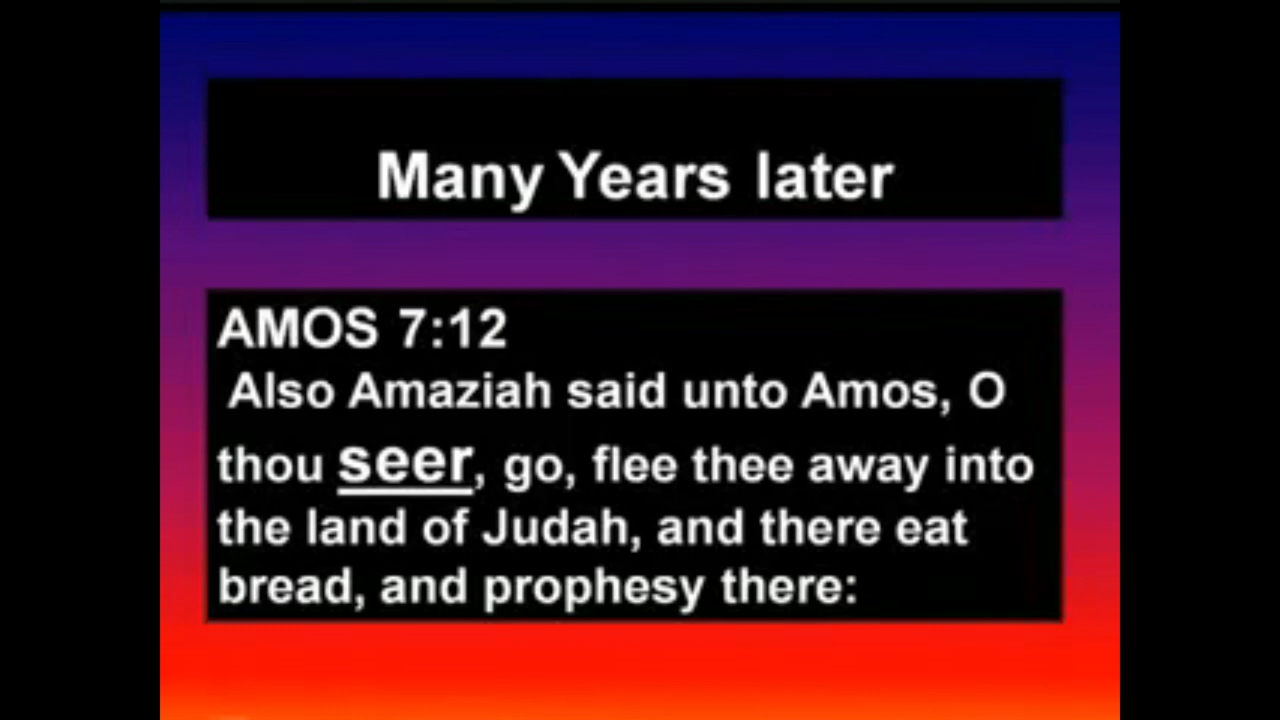 Many Years later
AMOS 7:12
Also Amaziah said unto Amos, O
thou seer, go, flee thee away into
the land of Judah, and there eat
bread, and prophesy there: